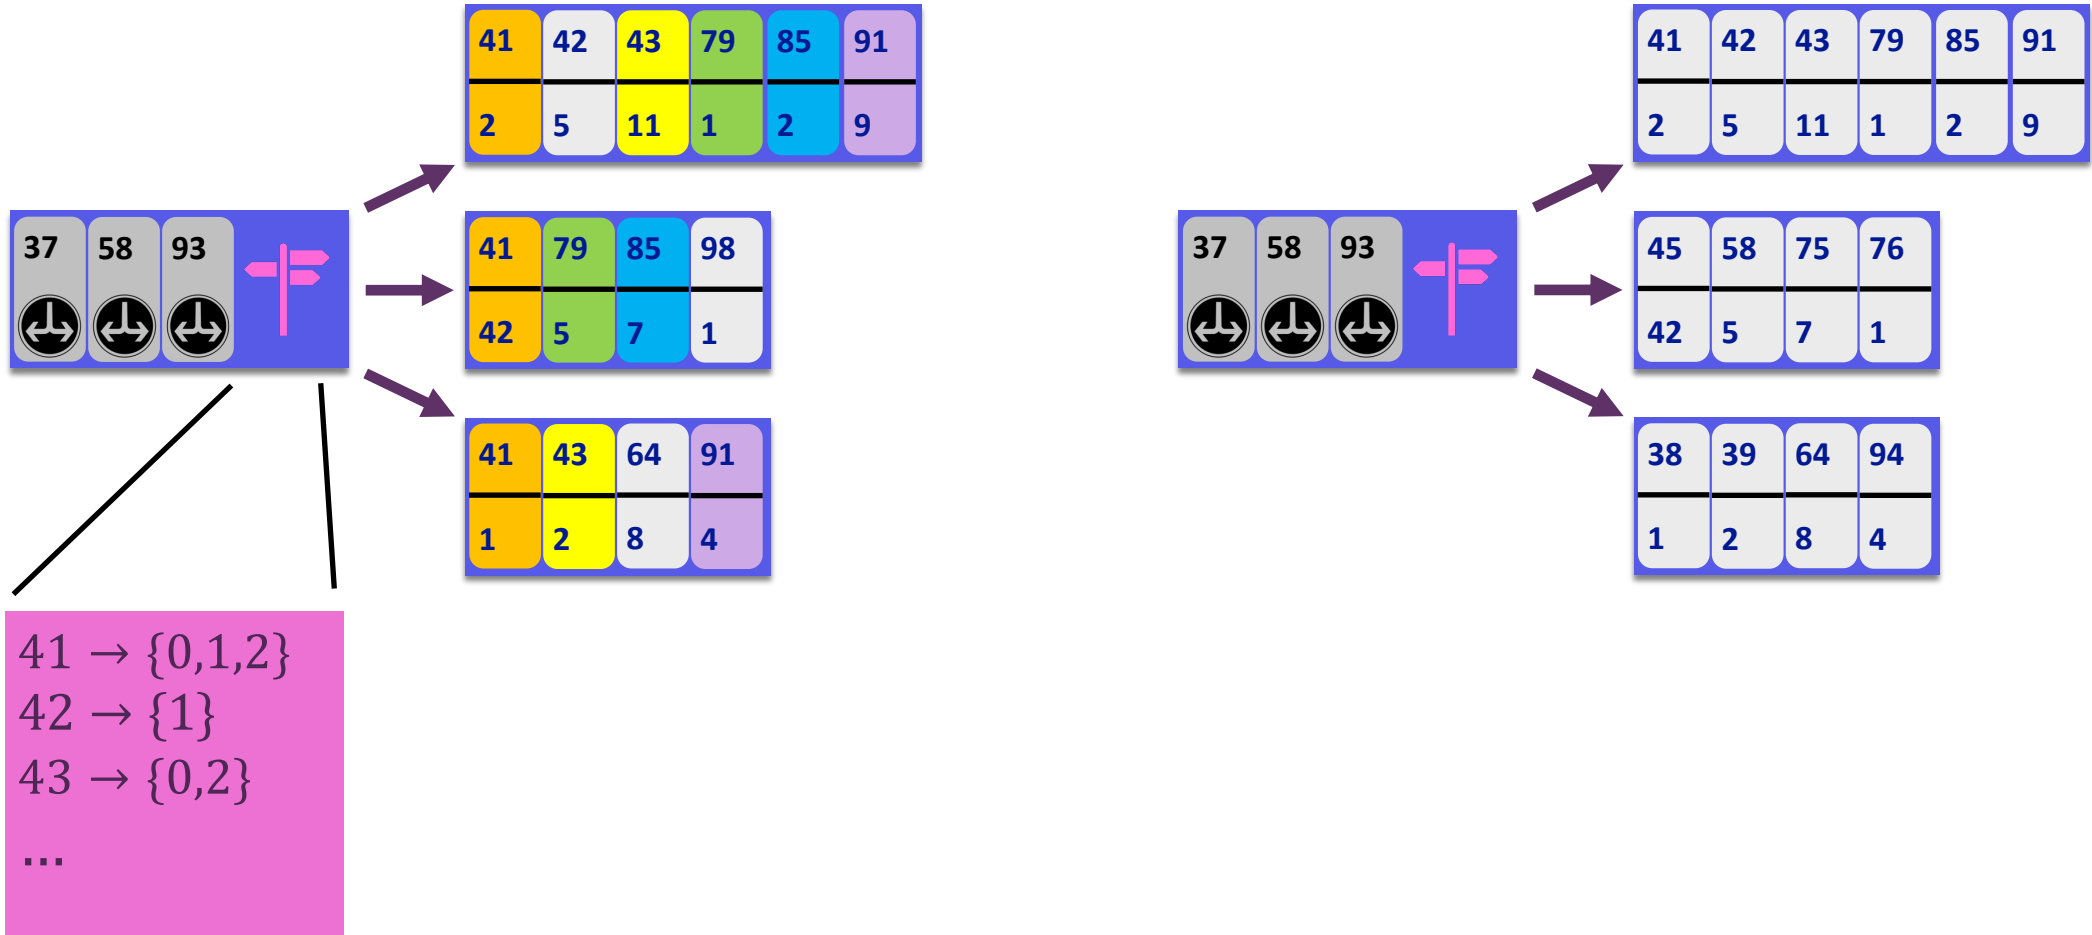 41 42 43 79 85 91
2 5 11 1 2 9
37 58 93
41 79 85 98
42 5 7 1
41 43 64 91
1 2 8 4
41 → {0,1,2}
42 → {1}
43 → {0,2}
...
41 42 43 79 85 91
2 5 11 1 2 9
37 58 93
45 58 75 76
42 5 7 1
38 39 64 94
1 2 8 4